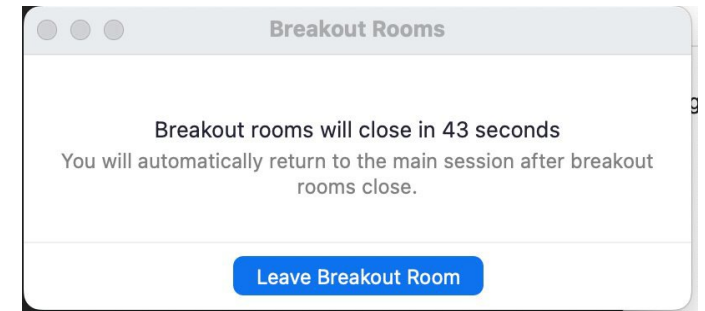 Breakout Rooms
Breakout rooms will close in 43 seconds
You will automatically return to the main session after breakout
rooms close.
Leave Breakout Room